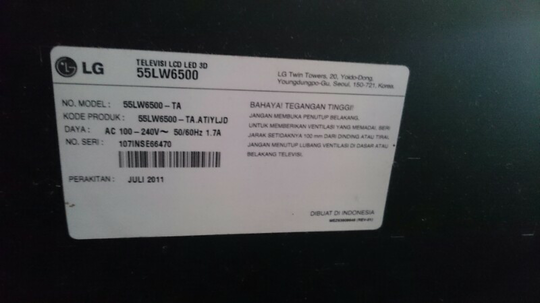 LG
TELEVISI LCD LED 3D
55LW6500
LG Twin Towers, 20, Yoido-Dong,
Youngdungpo-Gu, Seoul, 150-721, Korea.
NO. MODEL : 55LW6500-TA
KODE PRODUK : 55LW6500-TA.ATIYLJD
DAYA : AC 100-240V~ 50/60Hz 1.7A
NO. SERI : 107INSE66470
PERAKITAN : JULI 2011
BAHAYA! TEGANGAN TINGGI!
JANGAN MEMBUKA PENUTUP BELAKANG.
UNTUK MEMBERIKAN VENTILASI YANG MEMADAI, BERI
JARAK SETIDAKNYA 100 mm DARI DINDING ATAU TIRAI.
JANGAN MENUTUP LUBANG VENTILASI DI DASAR ATAU
BELAKANG TELEVISI.
DIBUAT DI INDONESIA